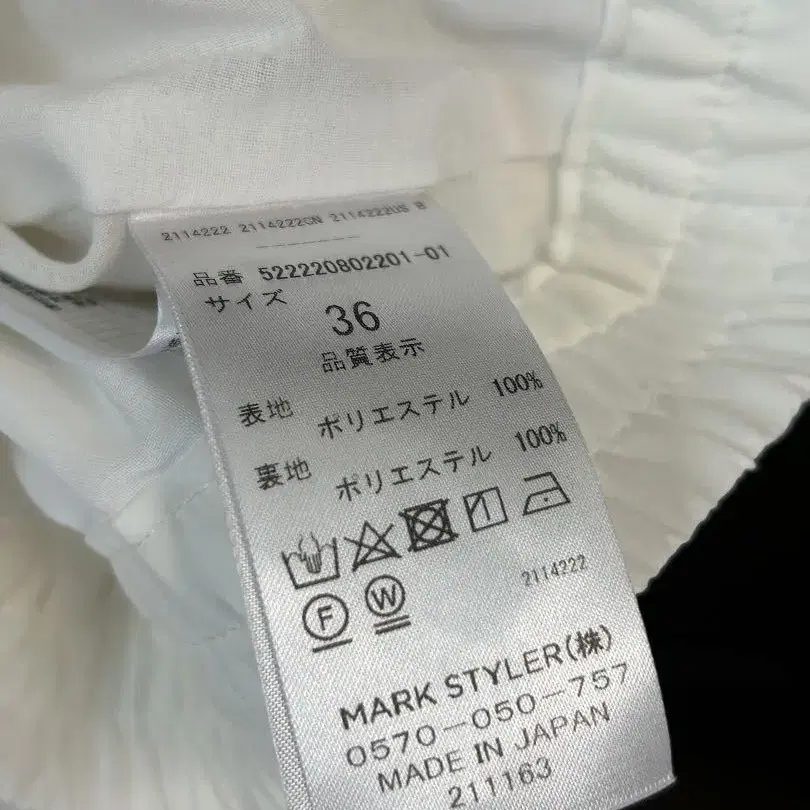 2114222 2114222CN 2114222US B
品番 522220802201-01
サイズ
36
品質表示
表地 ポリエステル 100%
裏地 ポリエステル 100%
2114222
F W
MARK STYLER(株)
0570-050-757
MADE IN JAPAN
211163